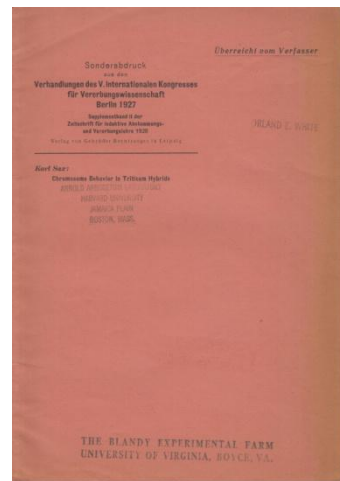 Überreicht vom Verfasser
Sonderabdruck
aus den
Verhandlungen des V. Internationalen Kongresses
für Vererbungswissenschaft
Berlin 1927
Supplementband II der
Zeitschrift für induktive Abstammungs-
und Vererbungslehre 1928
Verlag von Gebrüder Borntraeger in Leipzig
Karl Sax:
Chromosome Behavior in Triticum Hybrids
ARNOLD ARBORETUM
HARVARD UNIVERSITY
JAMAICA PLAIN
BOSTON, MASS.
THE BLANDY EXPERIMENTAL FARM
UNIVERSITY OF VIRGINIA, BOYCE, VA.